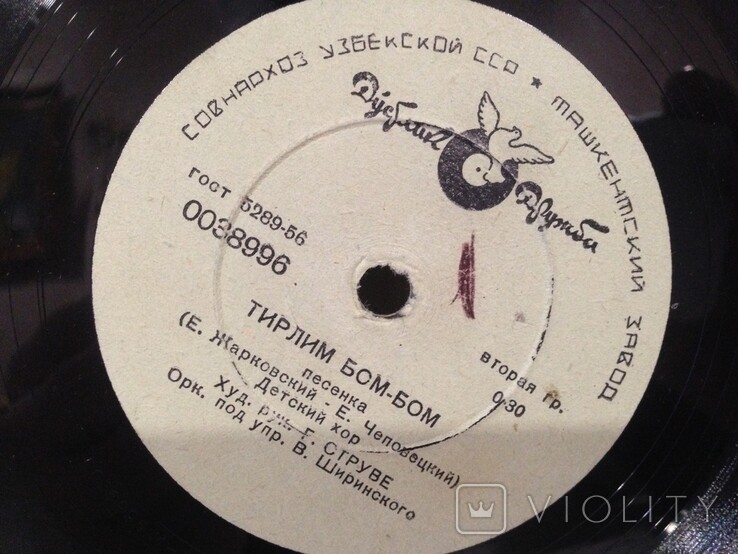 СОВНАРХОЗ УЗБЕКСКОЙ ССР ★ ТАШКЕНТСКИЙ ЗАВОД
Дўстлик
Дружба
ГОСТ 5289-56
0038996
ТИРЛИМ БОМ-БОМ
песенка
(Е. Жарковский - Е. Чеповецкий)
Детский хор
Худ. рук. Г. СТРУВЕ
Орк. под упр. В. Ширинского
вторая гр.
0-30
VIOLITY